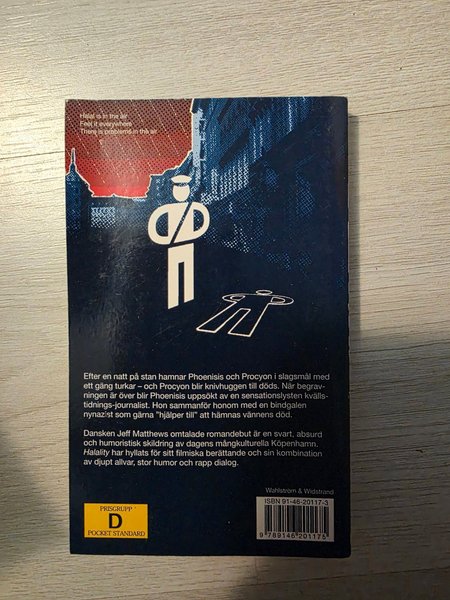 Halal is in the air
Feel it everywhere
There is problems in the air
Efter en natt på stan hamnar Phoenisis och Procyon i slagsmål med
ett gäng turkar – och Procyon blir knivhuggen till döds. När begrav-
ningen är över blir Phoenisis uppsökt av en sensationslysten kvälls-
tidnings-journalist. Hon sammanför honom med en bindgalen
nynazist som gärna "hjälper till" att hämnas vännens död.
Dansken Jeff Matthews omtalade romandebut är en svart, absurd
och humoristisk skildring av dagens mångkulturella Köpenhamn.
Halality har hyllats för sitt filmiska berättande och sin kombination
av djupt allvar, stor humor och rapp dialog.
Wahlström & Widstrand
ISBN 91-46-20117-3
PRISGRUPP
D
POCKET STANDARD
9 789146 201175